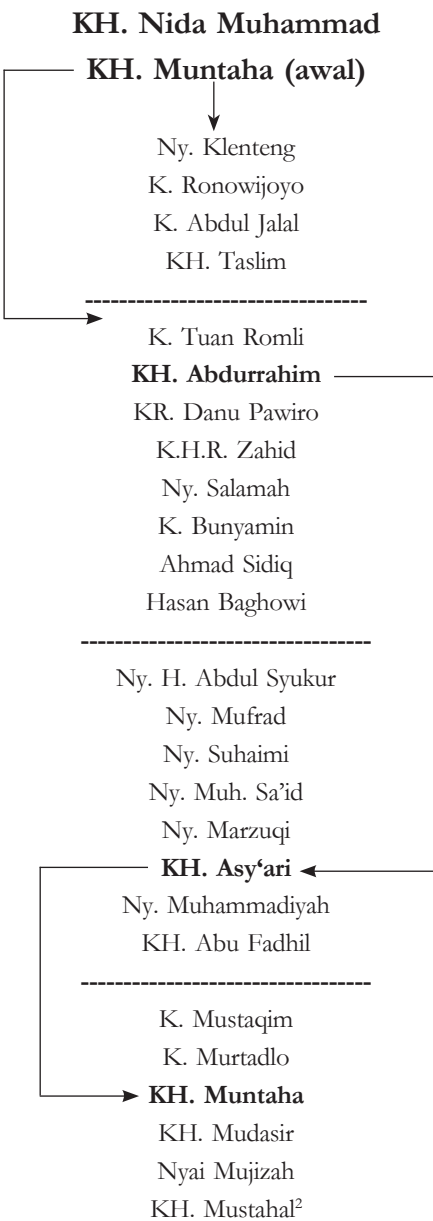 KH. Nida Muhammad
KH. Muntaha (awal)
Ny. Klenteng
K. Ronowijoyo
K. Abdul Jalal
KH. Taslim
---------------------------------
K. Tuan Romli
KH. Abdurrahim
KR. Danu Pawiro
K.H.R. Zahid
Ny. Salamah
K. Bunyamin
Ahmad Sidiq
Hasan Baghowi
----------------------------------
Ny. H. Abdul Syukur
Ny. Mufrad
Ny. Suhaimi
Ny. Muh. Sa’id
Ny. Marzuqi
KH. Asy‘ari
Ny. Muhammadiyah
KH. Abu Fadhil
----------------------------------
K. Mustaqim
K. Murtadlo
KH. Muntaha
KH. Mudasir
Nyai Mujizah
KH. Mustahal²